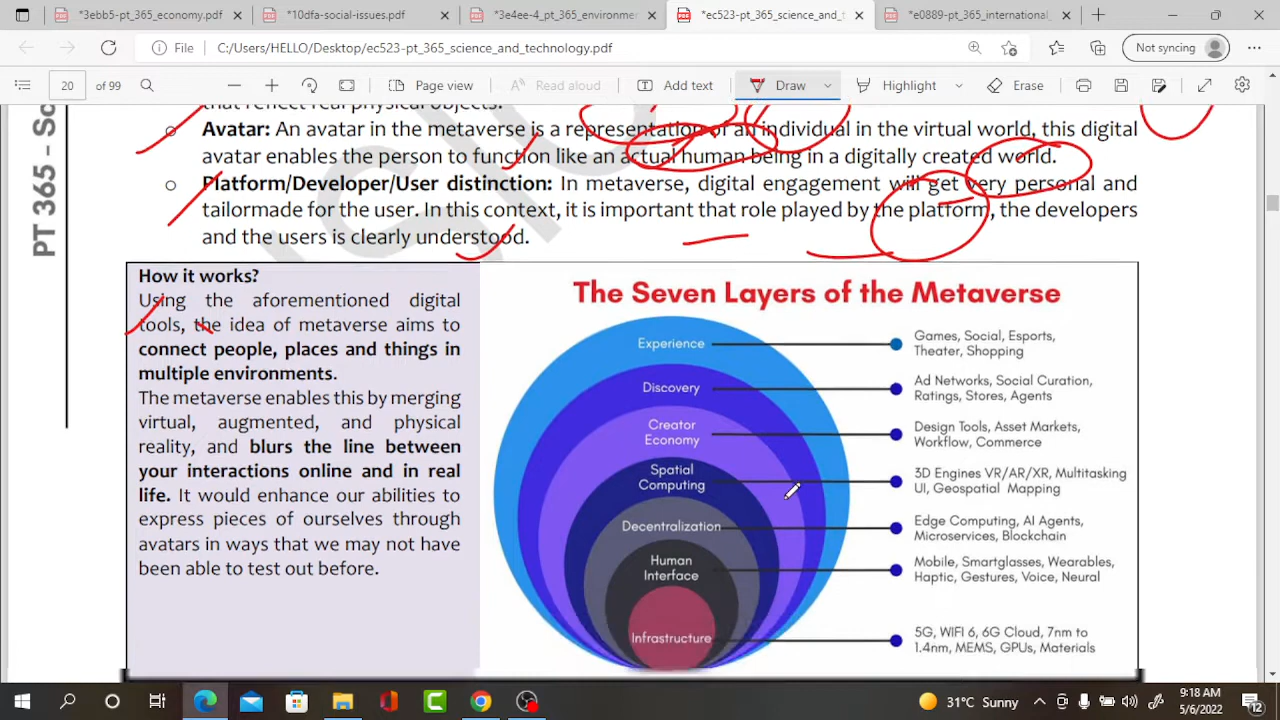 *3ebb5-pt_365_economy.pdf
*10dfa-social-issues.pdf
*3e4ee-4_pt_365_environme
*ec523-pt_365_science_and_t
*e0889-pt_365_international_
File
C:/Users/HELLO/Desktop/ec523-pt_365_science_and_technology.pdf
Not syncing
20 of 99
Page view
Read aloud
Add text
Draw
Highlight
Erase
that reflect real physical objects.
Avatar: An avatar in the metaverse is a representation of an individual in the virtual world, this digital
avatar enables the person to function like an actual human being in a digitally created world.
Platform/Developer/User distinction: In metaverse, digital engagement will get very personal and
tailormade for the user. In this context, it is important that role played by the platform, the developers
and the users is clearly understood.
PT 365 - Sc
How it works?
Using the aforementioned digital
tools, the idea of metaverse aims to
connect people, places and things in
multiple environments.
The metaverse enables this by merging
virtual, augmented, and physical
reality, and blurs the line between
your interactions online and in real
life. It would enhance our abilities to
express pieces of ourselves through
avatars in ways that we may not have
been able to test out before.
The Seven Layers of the Metaverse
Experience
Games, Social, Esports,
Theater, Shopping
Discovery
Ad Networks, Social Curation,
Ratings, Stores, Agents
Creator
Economy
Design Tools, Asset Markets,
Workflow, Commerce
Spatial
Computing
3D Engines VR/AR/XR, Multitasking
UI, Geospatial Mapping
Decentralization
Edge Computing, AI Agents,
Microservices, Blockchain
Human
Interface
Mobile, Smartglasses, Wearables,
Haptic, Gestures, Voice, Neural
Infrastructure
5G, WIFI 6, 6G Cloud, 7nm to
1.4nm, MEMS, GPUs, Materials
31°C Sunny
9:18 AM
5/6/2022
12